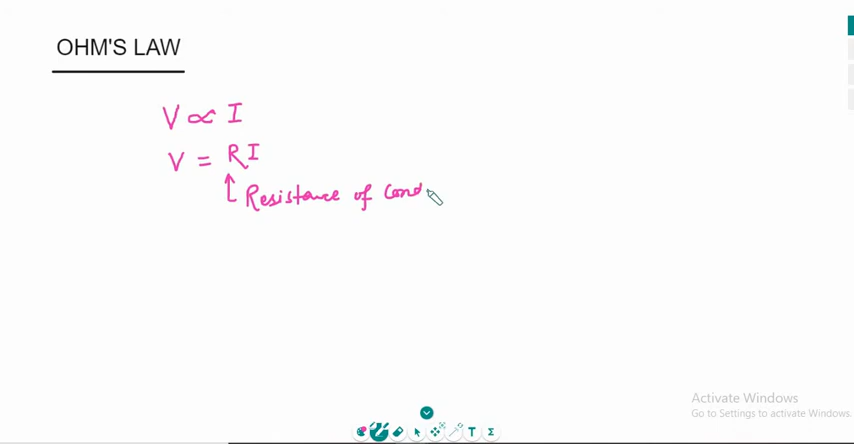 OHM'S LAW
V ∝ I
V = RI
Resistance of cond
Activate Windows
Go to Settings to activate Windows.
T Σ